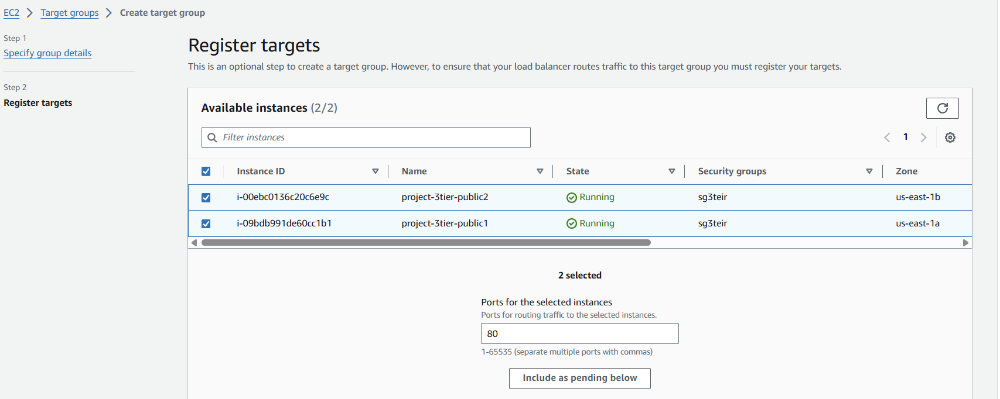 EC2 > Target groups > Create target group
Step 1
Specify group details
Step 2
Register targets
Register targets
This is an optional step to create a target group. However, to ensure that your load balancer routes traffic to this target group you must register your targets.
Available instances (2/2)
Filter instances
1
Instance ID Name State Security groups Zone
i-00ebc0136c20c6e9c project-3tier-public2 Running sg3teir us-east-1b
i-09bdb991de60cc1b1 project-3tier-public1 Running sg3teir us-east-1a
2 selected
Ports for the selected instances
Ports for routing traffic to the selected instances.
80
1-65535 (separate multiple ports with commas)
Include as pending below